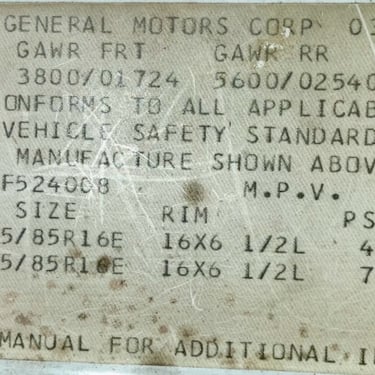 GENERAL MOTORS CORP 03
GAWR FRT GAWR RR
3800/01724 5600/02540
ONFORMS TO ALL APPLICAB
VEHICLE SAFETY STANDARD
MANUFACTURE SHOWN ABOV
F524008 M.P.V.
SIZE RIM PS
5/85R16E 16X6 1/2L 4
5/85R16E 16X6 1/2L 7
MANUAL FOR ADDITIONAL I